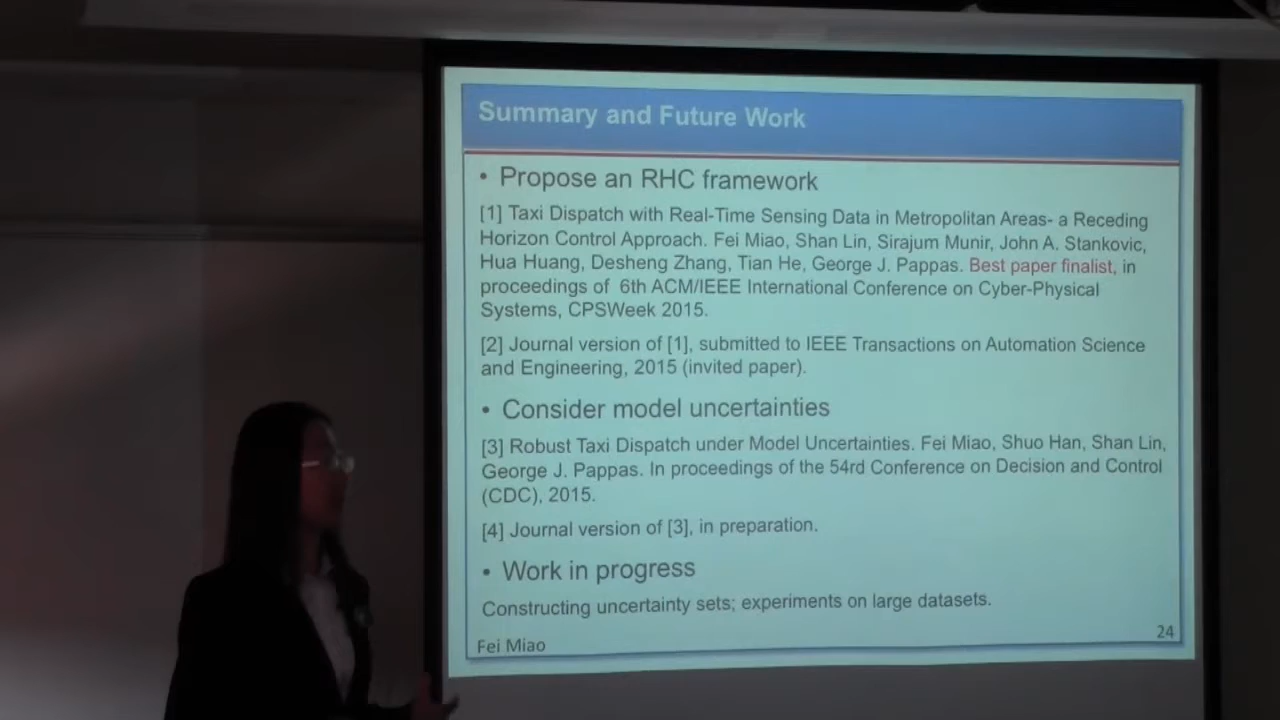 Summary and Future Work
• Propose an RHC framework
[1] Taxi Dispatch with Real-Time Sensing Data in Metropolitan Areas- a Receding
Horizon Control Approach. Fei Miao, Shan Lin, Sirajum Munir, John A. Stankovic,
Hua Huang, Desheng Zhang, Tian He, George J. Pappas. Best paper finalist, in
proceedings of 6th ACM/IEEE International Conference on Cyber-Physical
Systems, CPSWeek 2015.
[2] Journal version of [1], submitted to IEEE Transactions on Automation Science
and Engineering, 2015 (invited paper).
• Consider model uncertainties
[3] Robust Taxi Dispatch under Model Uncertainties. Fei Miao, Shuo Han, Shan Lin,
George J. Pappas. In proceedings of the 54rd Conference on Decision and Control
(CDC), 2015.
[4] Journal version of [3], in preparation.
• Work in progress
Constructing uncertainty sets; experiments on large datasets.
Fei Miao
24